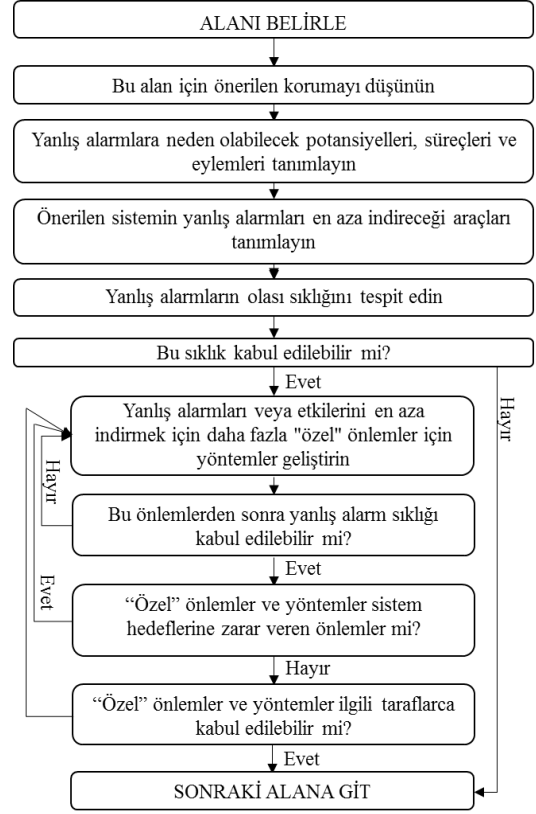 ALANI BELİRLE
Bu alan için önerilen korumayı düşünün
Yanlış alarmlara neden olabilecek potansiyelleri, süreçleri ve
eylemleri tanımlayın
Önerilen sistemin yanlış alarmları en aza indireceği araçları
tanımlayın
Yanlış alarmların olası sıklığını tespit edin
Bu sıklık kabul edilebilir mi?
Evet
Hayır
Yanlış alarmları veya etkilerini en aza
indirmek için daha fazla "özel" önlemler için
yöntemler geliştirin
Hayır
Bu önlemlerden sonra yanlış alarm sıklığı
kabul edilebilir mi?
Evet
Evet
“Özel” önlemler ve yöntemler sistem
hedeflerine zarar veren önlemler mi?
Hayır
“Özel” önlemler ve yöntemler ilgili taraflarca
kabul edilebilir mi?
Evet
SONRAKİ ALANA GİT